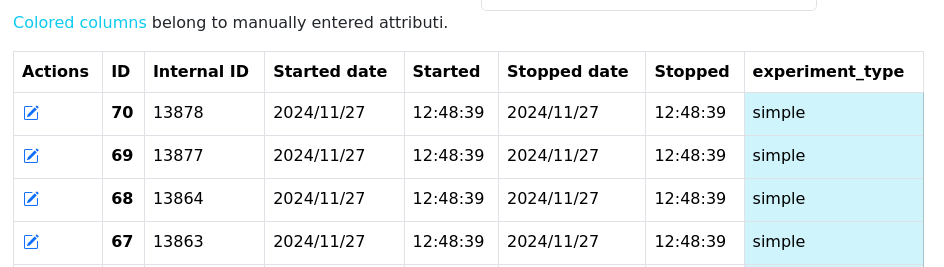 Colored columns belong to manually entered attributi.
Actions ID Internal ID Started date Started Stopped date Stopped experiment_type
70 13878 2024/11/27 12:48:39 2024/11/27 12:48:39 simple
69 13877 2024/11/27 12:48:39 2024/11/27 12:48:39 simple
68 13864 2024/11/27 12:48:39 2024/11/27 12:48:39 simple
67 13863 2024/11/27 12:48:39 2024/11/27 12:48:39 simple